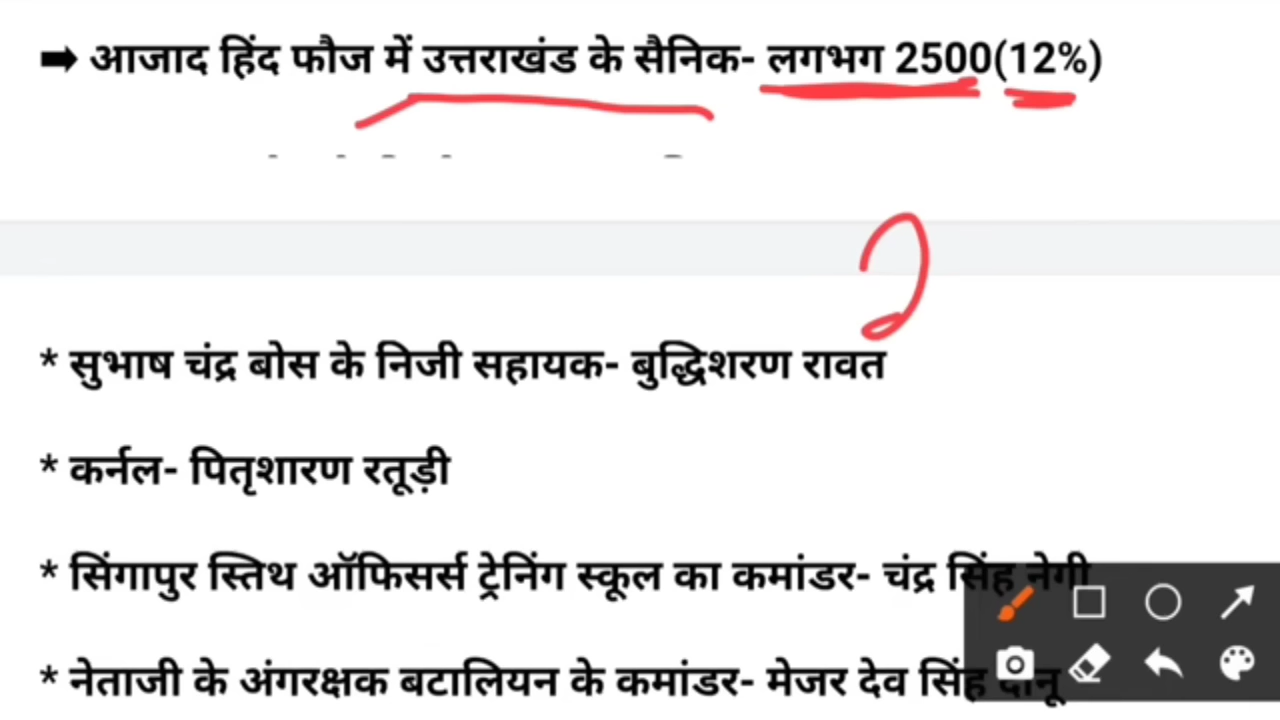 ➡ आजाद हिंद फौज में उत्तराखंड के सैनिक- लगभग 2500(12%)
2
* सुभाष चंद्र बोस के निजी सहायक- बुद्धिशरण रावत
* कर्नल- पितृशारण रतूड़ी
* सिंगापुर स्तिथ ऑफिसर्स ट्रेनिंग स्कूल का कमांडर- चंद्र सिंह नेगी
* नेताजी के अंगरक्षक बटालियन के कमांडर- मेजर देव सिंह दानू